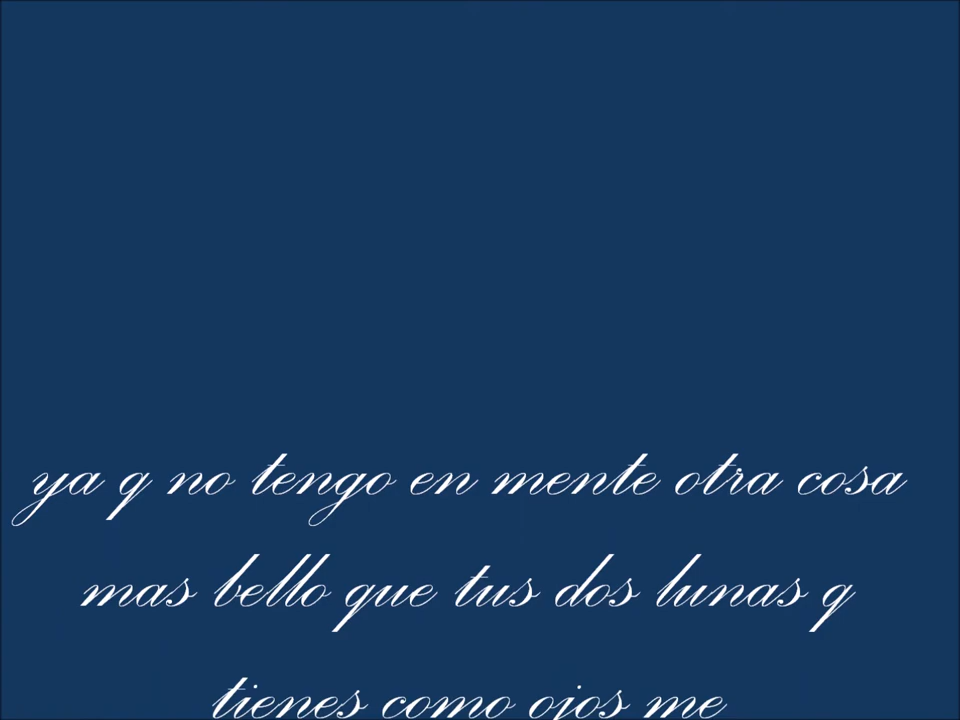 ya q no tengo en mente otra cosa
mas bello que tus dos lunas q
tienes como ojos me